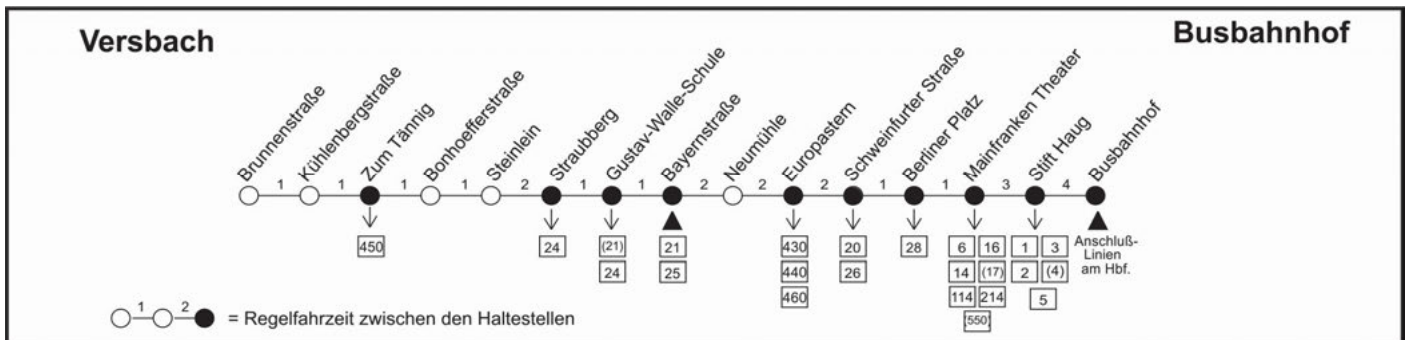 Versbach
Busbahnhof
Brunnenstraße
Kühlenbergstraße
Zum Tännig
Bonhoefferstraße
Steinlein
Straubberg
Gustav-Walle-Schule
Bayernstraße
Neumühle
Europastern
Schweinfurter Straße
Berliner Platz
Mainfranken Theater
Stift Haug
Busbahnhof
1 1 1 1 2 1 1 2 2 2 1 1 3 4
450 24 (21) 21 430 20 28 6 16 1 3 Anschluß-
24 25 440 26 14 (17) 2 (4) Linien
460 114 214 5 am Hbf.
(550)
1 2
= Regelfahrzeit zwischen den Haltestellen